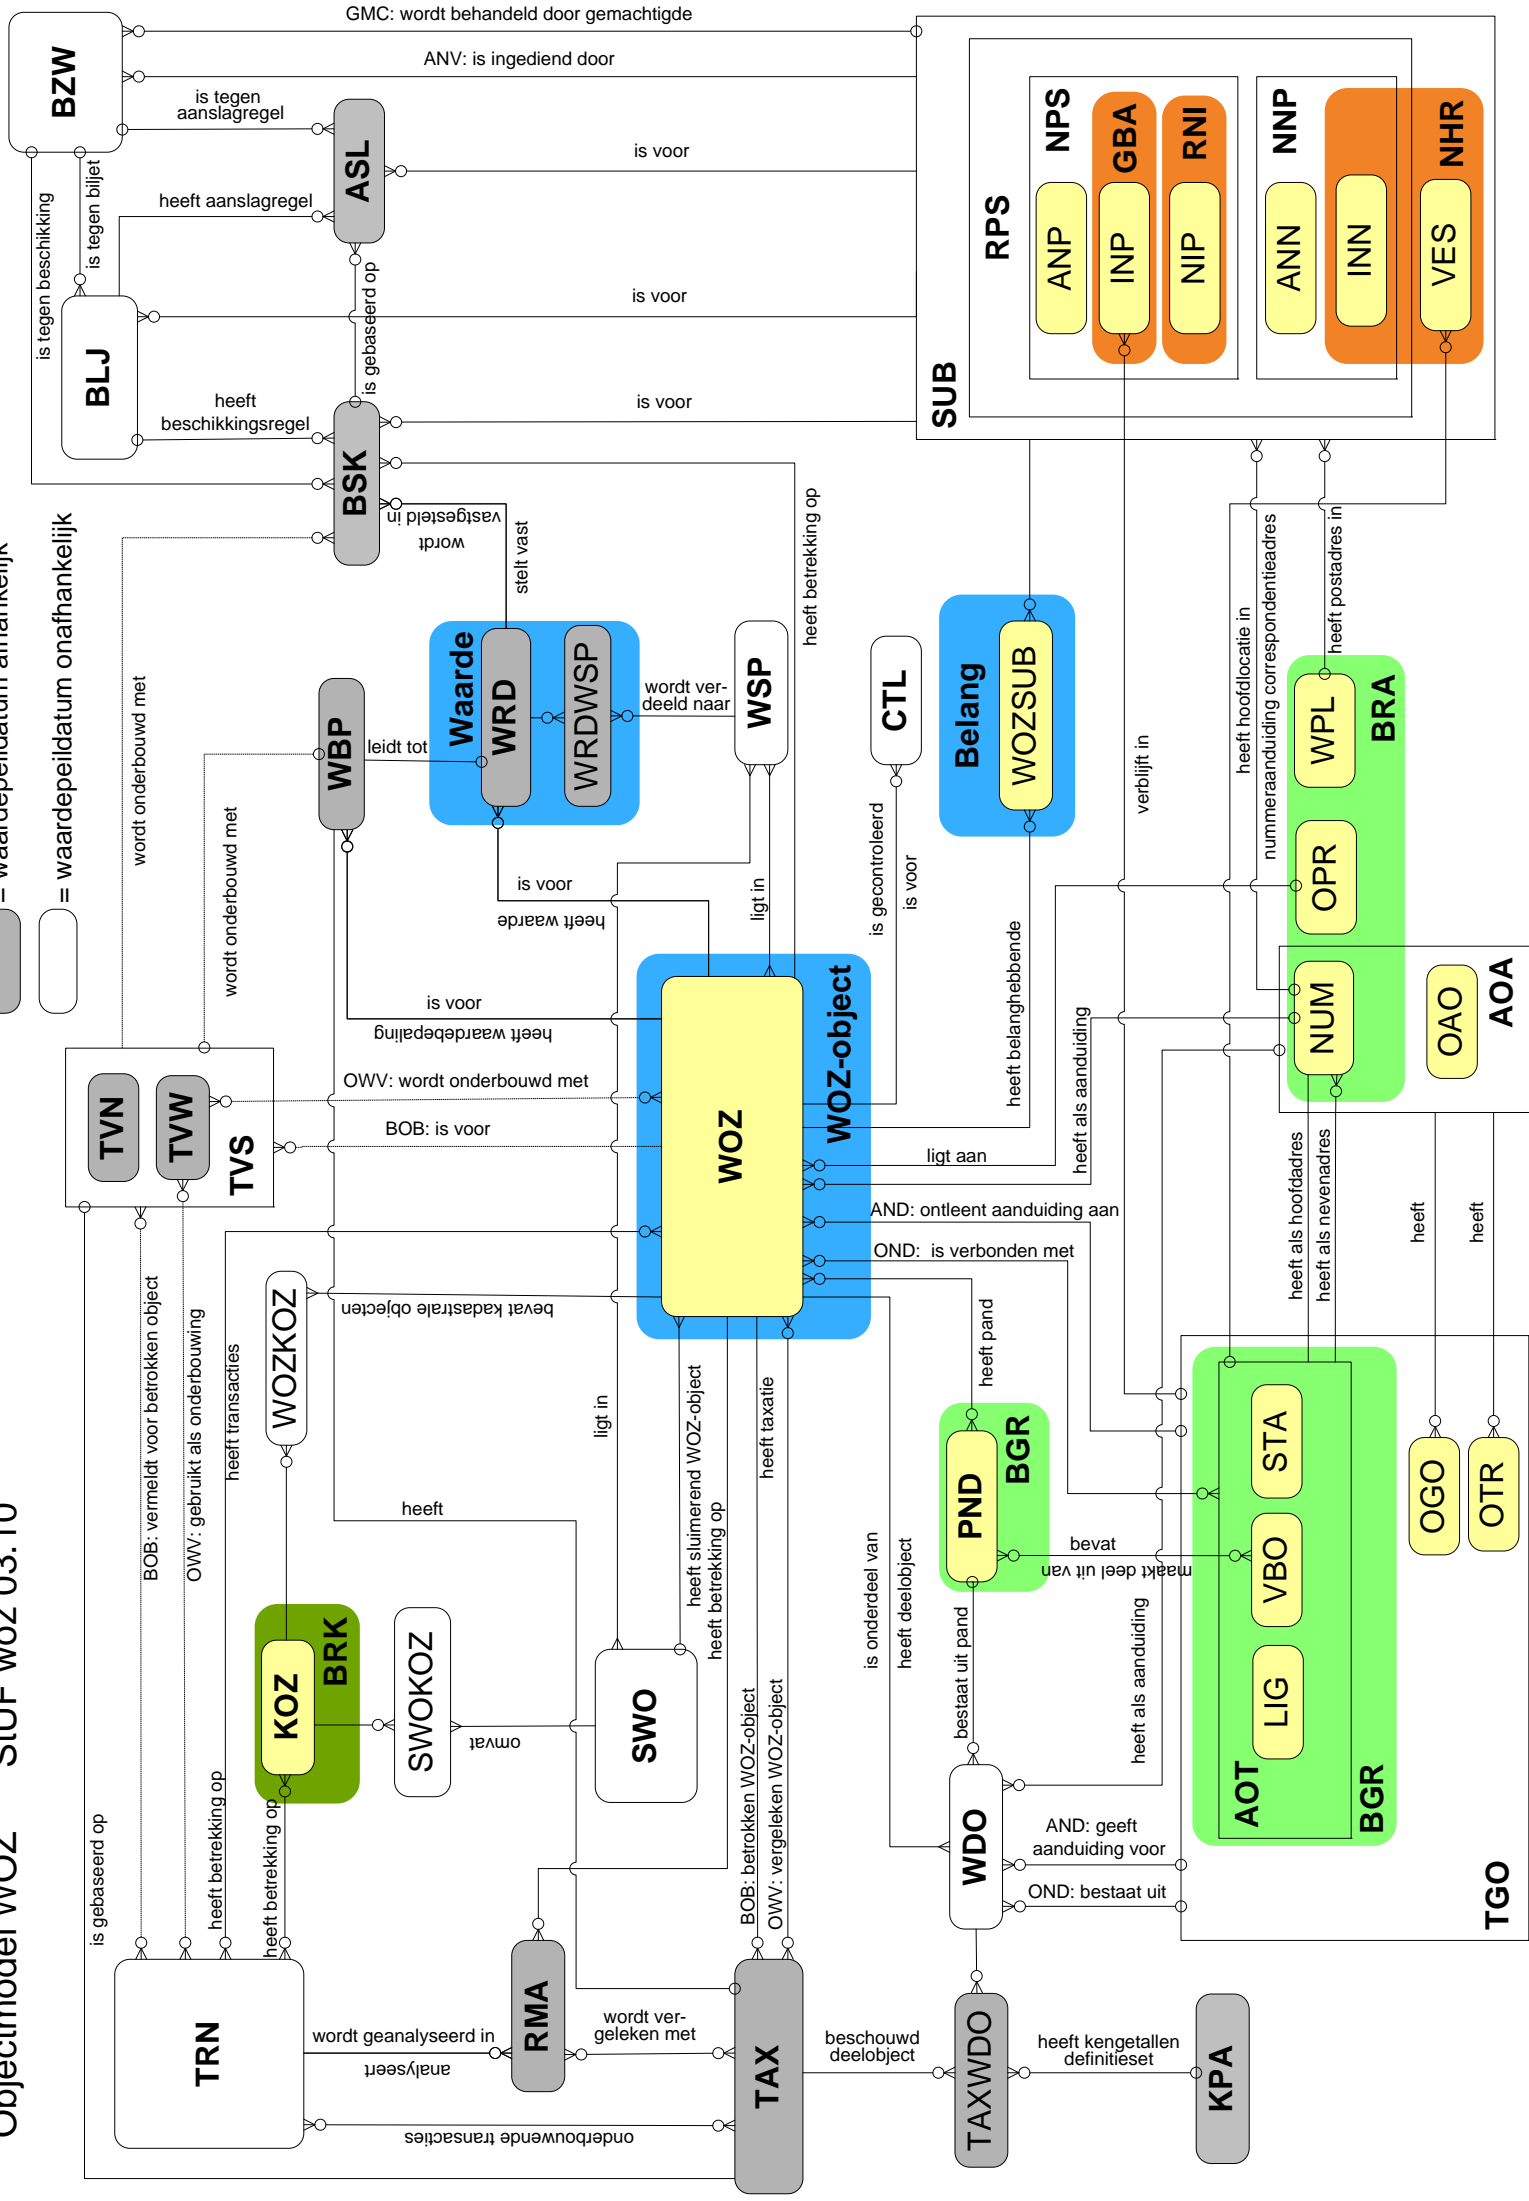 Objectmodel WOZ StUF woz 03.10
= waardepeildatum afhankelijk
= waardepeildatum onafhankelijk
BZW
GMC: wordt behandeld door gemachtigde
ANV: is ingediend door
is tegen
aanslagregel
is tegen beschikking
is tegen biljet
ASL
is voor
heeft aanslagregel
BLJ
is voor
is gebaseerd op
heeft
beschikkingsregel
BSK
is voor
wordt
vastgesteld in
stelt vast
heeft betrekking op
SUB
RPS
NPS
ANP
INP
GBA
NIP
RNI
NNP
ANN
INN
VES
NHR
wordt onderbouwd met
wordt onderbouwd met
WBP
leidt tot
Waarde
WRD
WRDWSP
wordt ver-
deeld naar
WSP
CTL
Belang
WOZSUB
verblijft in
heeft hoofdlocatie in
nummeraanduiding correspondentieadres
heeft postadres in
BRA
WPL
OPR
NUM
OAO
AOA
is voor
heeft waarde
ligt in
is gecontroleerd
is voor
heeft belanghebbende
is voor
heeft waardebepaling
TVN
TVW
TVS
OWV: wordt onderbouwd met
BOB: is voor
WOZ
WOZ-object
heeft als aanduiding
ligt aan
AND: ontleent aanduiding aan
OND: is verbonden met
heeft als hoofdadres
heeft als nevenadres
heeft
heeft
BOB: vermeldt voor betrokken object
OWV: gebruikt als onderbouwing
heeft transacties
WOZKOZ
bevat kadastrale objecten
ligt in
heeft
heeft sluimerend WOZ-object
heeft betrekking op
heeft taxatie
heeft pand
PND
BGR
bevat
maakt deel uit van
STA
VBO
LIG
AOT
BGR
OGO
OTR
TGO
KOZ
BRK
SWOKOZ
omvat
SWO
is onderdeel van
heeft deelobject
bestaat uit pand
heeft als aanduiding
WDO
AND: geeft
aanduiding voor
OND: bestaat uit
is gebaseerd op
heeft betrekking op
heeft betrekking op
BOB: betrokken WOZ-object
OWV: vergeleken WOZ-object
TRN
wordt geanalyseerd in
analyseert
RMA
wordt ver-
geleken met
onderbouwende transacties
TAX
beschouwd
deelobject
TAXWDO
heeft kengetallen
definitieset
KPA